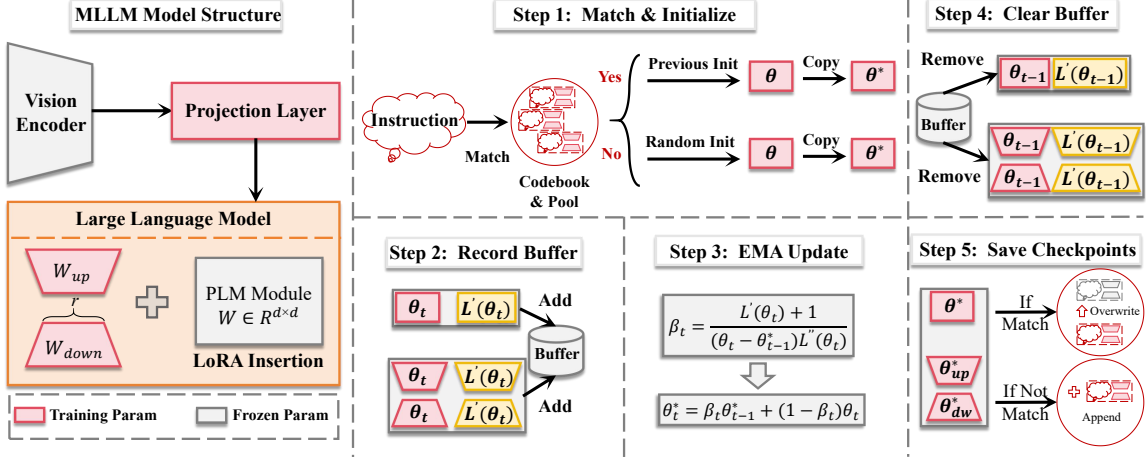 MLLM Model Structure
Vision
Encoder
Projection Layer
Large Language Model
W_{up}
r
W_{down}
PLM Module
W ∈ R^{d×d}
LoRA Insertion
Training Param
Frozen Param
Step 1: Match & Initialize
Instruction
Match
Codebook
& Pool
Yes
No
Previous Init
θ
Copy
θ^*
Random Init
θ
Copy
θ^*
Step 2: Record Buffer
θ_t
L^'(θ_t)
Add
Buffer
θ_t
L^'(θ_t)
θ_t
L^'(θ_t)
Add
Step 3: EMA Update
β_t = \frac{L^'(θ_t) + 1}{(θ_t − θ^*_{t−1})L^{''}(θ_t)}
θ^*_t = β_tθ^*_{t−1} + (1 − β_t)θ_t
Step 4: Clear Buffer
Remove
θ_{t−1}
L^'(θ_{t−1})
Buffer
Remove
θ_{t−1}
L^'(θ_{t−1})
θ_{t−1}
L^'(θ_{t−1})
Step 5: Save Checkpoints
θ^*
If
Match
Overwrite
θ^*_{up}
θ^*_{dw}
If Not
Match
Append